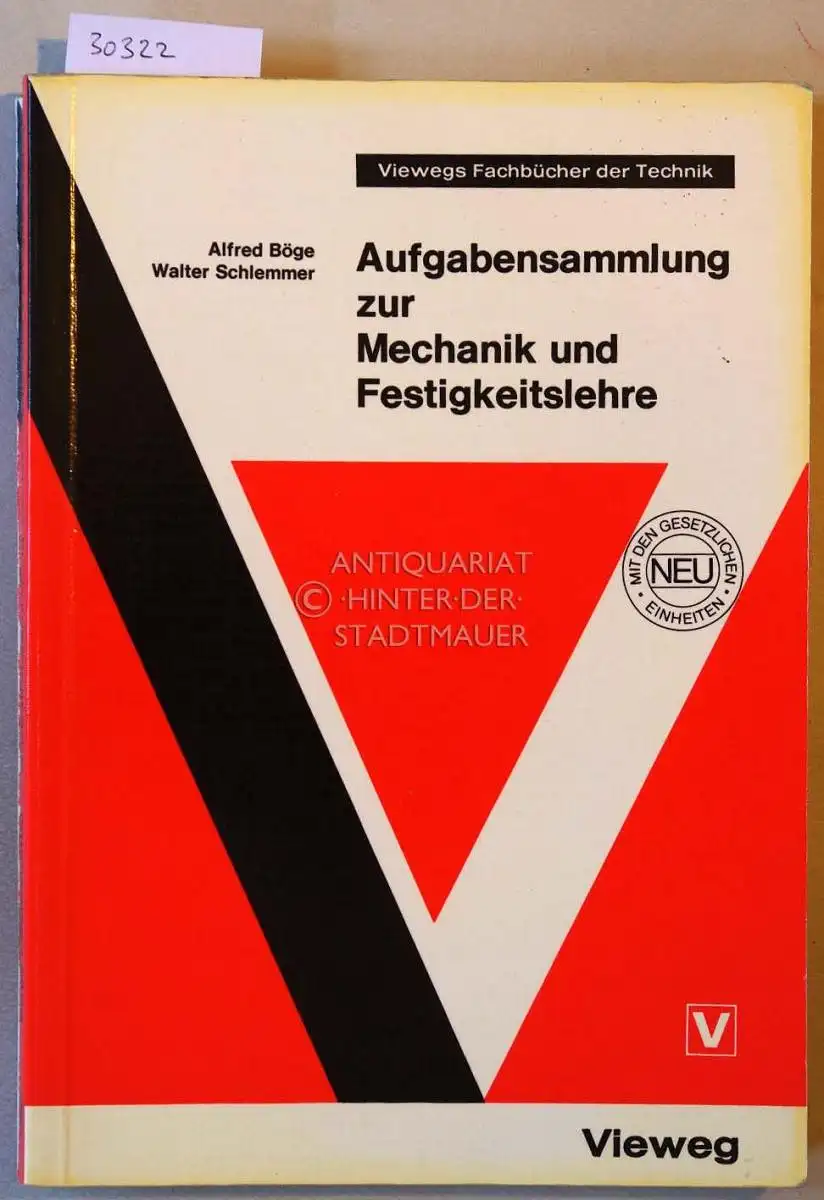 30322
Viewegs Fachbücher der Technik
Alfred Böge
Walter Schlemmer
Aufgabensammlung
zur
Mechanik und
Festigkeitslehre
MIT DEN GESETZLICHEN
NEU
· EINHEITEN ·
ANTIQUARIAT
© ·HINTER·DER·
STADTMAUER
V
Vieweg